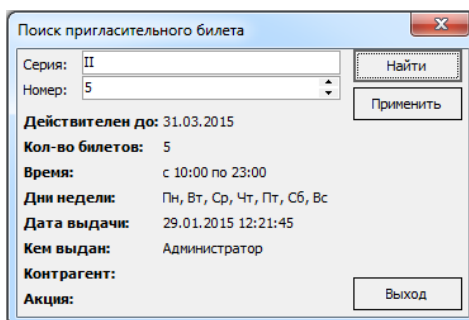 Поиск пригласительного билета
Серия: II Найти
Номер: 5 Применить
Действителен до: 31.03.2015
Кол-во билетов: 5
Время: с 10:00 по 23:00
Дни недели: Пн, Вт, Ср, Чт, Пт, Сб, Вс
Дата выдачи: 29.01.2015 12:21:45
Кем выдан: Администратор
Контрагент:
Акция: Выход